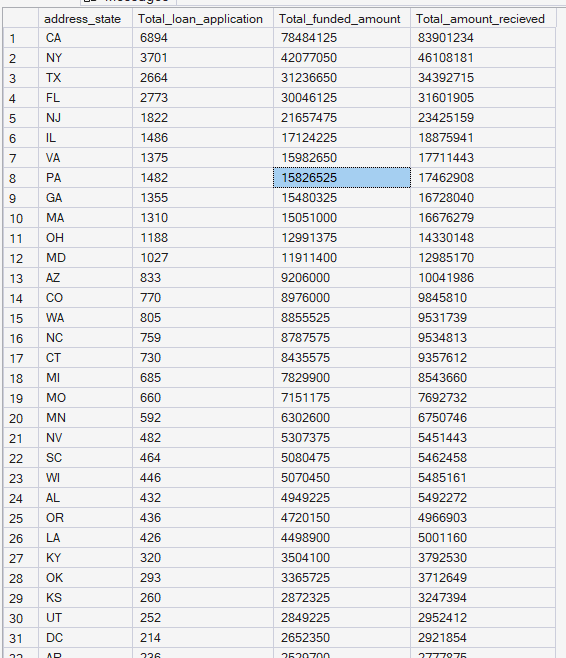 Messages
address_state Total_loan_application Total_funded_amount Total_amount_recieved
1 CA 6894 78484125 83901234
2 NY 3701 42077050 46108181
3 TX 2664 31236650 34392715
4 FL 2773 30046125 31601905
5 NJ 1822 21657475 23425159
6 IL 1486 17124225 18875941
7 VA 1375 15982650 17711443
8 PA 1482 15826525 17462908
9 GA 1355 15480325 16728040
10 MA 1310 15051000 16676279
11 OH 1188 12991375 14330148
12 MD 1027 11911400 12985170
13 AZ 833 9206000 10041986
14 CO 770 8976000 9845810
15 WA 805 8855525 9531739
16 NC 759 8787575 9534813
17 CT 730 8435575 9357612
18 MI 685 7829900 8543660
19 MO 660 7151175 7692732
20 MN 592 6302600 6750746
21 NV 482 5307375 5451443
22 SC 464 5080475 5462458
23 WI 446 5070450 5485161
24 AL 432 4949225 5492272
25 OR 436 4720150 4966903
26 LA 426 4498900 5001160
27 KY 320 3504100 3792530
28 OK 293 3365725 3712649
29 KS 260 2872325 3247394
30 UT 252 2849225 2952412
31 DC 214 2652350 2921854
32 AR 236 2529700 2777875